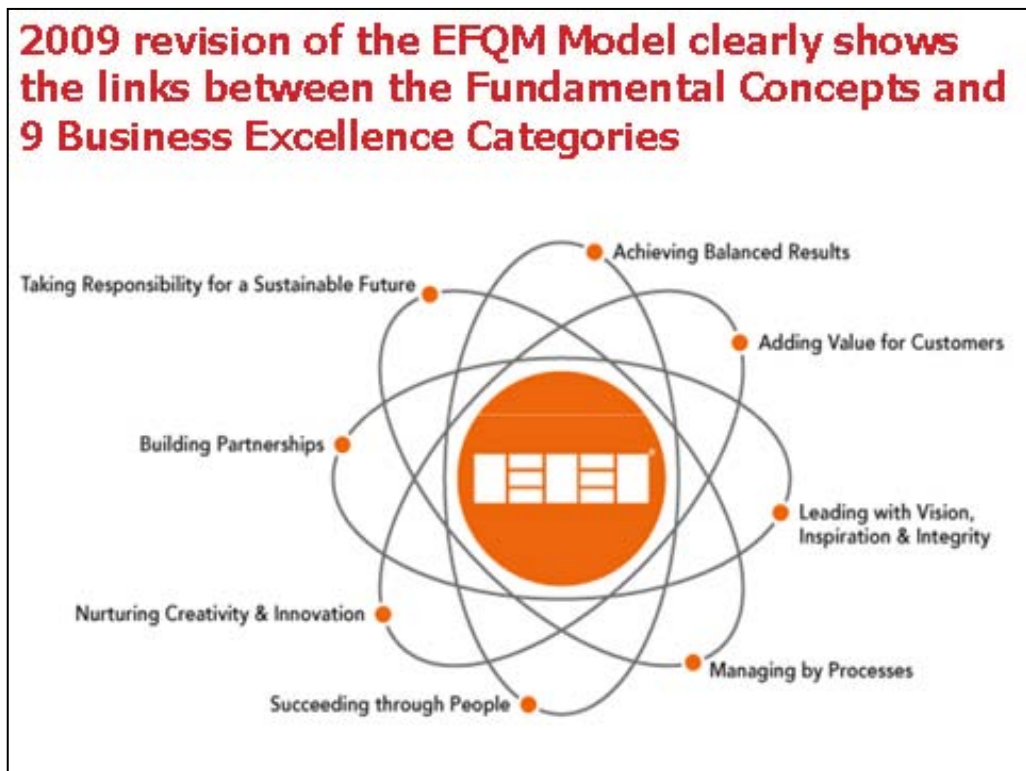 2009 revision of the EFQM Model clearly shows
the links between the Fundamental Concepts and
9 Business Excellence Categories
Achieving Balanced Results
Taking Responsibility for a Sustainable Future
Adding Value for Customers
Building Partnerships
Leading with Vision,
Inspiration & Integrity
Nurturing Creativity & Innovation
Managing by Processes
Succeeding through People